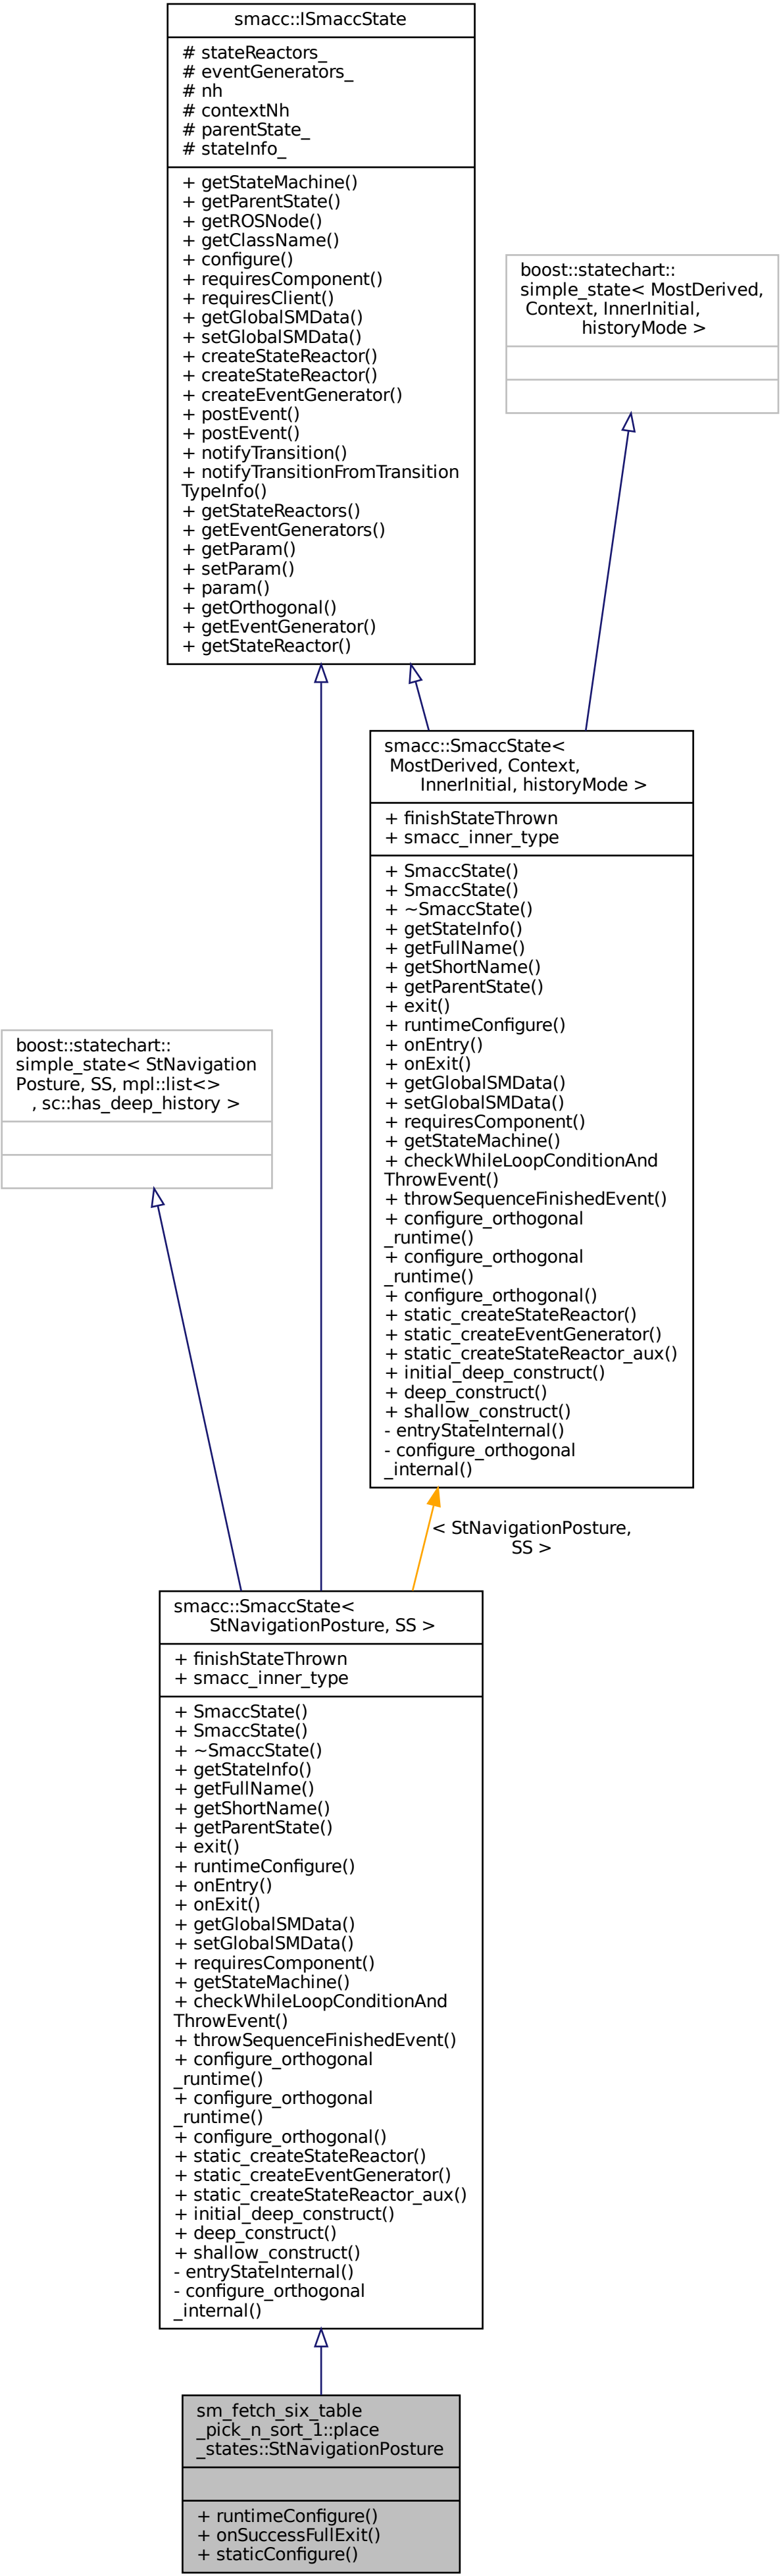 smacc::ISmaccState
# stateReactors_
# eventGenerators_
# nh
# contextNh
# parentState_
# stateInfo_
+ getStateMachine()
+ getParentState()
+ getROSNode()
+ getClassName()
+ configure()
+ requiresComponent()
+ requiresClient()
+ getGlobalSMData()
+ setGlobalSMData()
+ createStateReactor()
+ createStateReactor()
+ createEventGenerator()
+ postEvent()
+ postEvent()
+ notifyTransition()
+ notifyTransitionFromTransition
TypeInfo()
+ getStateReactors()
+ getEventGenerators()
+ getParam()
+ setParam()
+ param()
+ getOrthogonal()
+ getEventGenerator()
+ getStateReactor()
boost::statechart::
simple_state< MostDerived,
Context, InnerInitial,
historyMode >
smacc::SmaccState<
MostDerived, Context,
InnerInitial, historyMode >
+ finishStateThrown
+ smacc_inner_type
+ SmaccState()
+ SmaccState()
+ ~SmaccState()
+ getStateInfo()
+ getFullName()
+ getShortName()
+ getParentState()
+ exit()
+ runtimeConfigure()
+ onEntry()
+ onExit()
+ getGlobalSMData()
+ setGlobalSMData()
+ requiresComponent()
+ getStateMachine()
+ checkWhileLoopConditionAnd
ThrowEvent()
+ throwSequenceFinishedEvent()
+ configure_orthogonal
_runtime()
+ configure_orthogonal
_runtime()
+ configure_orthogonal()
+ static_createStateReactor()
+ static_createEventGenerator()
+ static_createStateReactor_aux()
+ initial_deep_construct()
+ deep_construct()
+ shallow_construct()
- entryStateInternal()
- configure_orthogonal
_internal()
boost::statechart::
simple_state< StNavigation
Posture, SS, mpl::list<>
, sc::has_deep_history >
< StNavigationPosture,
SS >
smacc::SmaccState<
StNavigationPosture, SS >
+ finishStateThrown
+ smacc_inner_type
+ SmaccState()
+ SmaccState()
+ ~SmaccState()
+ getStateInfo()
+ getFullName()
+ getShortName()
+ getParentState()
+ exit()
+ runtimeConfigure()
+ onEntry()
+ onExit()
+ getGlobalSMData()
+ setGlobalSMData()
+ requiresComponent()
+ getStateMachine()
+ checkWhileLoopConditionAnd
ThrowEvent()
+ throwSequenceFinishedEvent()
+ configure_orthogonal
_runtime()
+ configure_orthogonal
_runtime()
+ configure_orthogonal()
+ static_createStateReactor()
+ static_createEventGenerator()
+ static_createStateReactor_aux()
+ initial_deep_construct()
+ deep_construct()
+ shallow_construct()
- entryStateInternal()
- configure_orthogonal
_internal()
sm_fetch_six_table
_pick_n_sort_1::place
_states::StNavigationPosture
+ runtimeConfigure()
+ onSuccessFullExit()
+ staticConfigure()